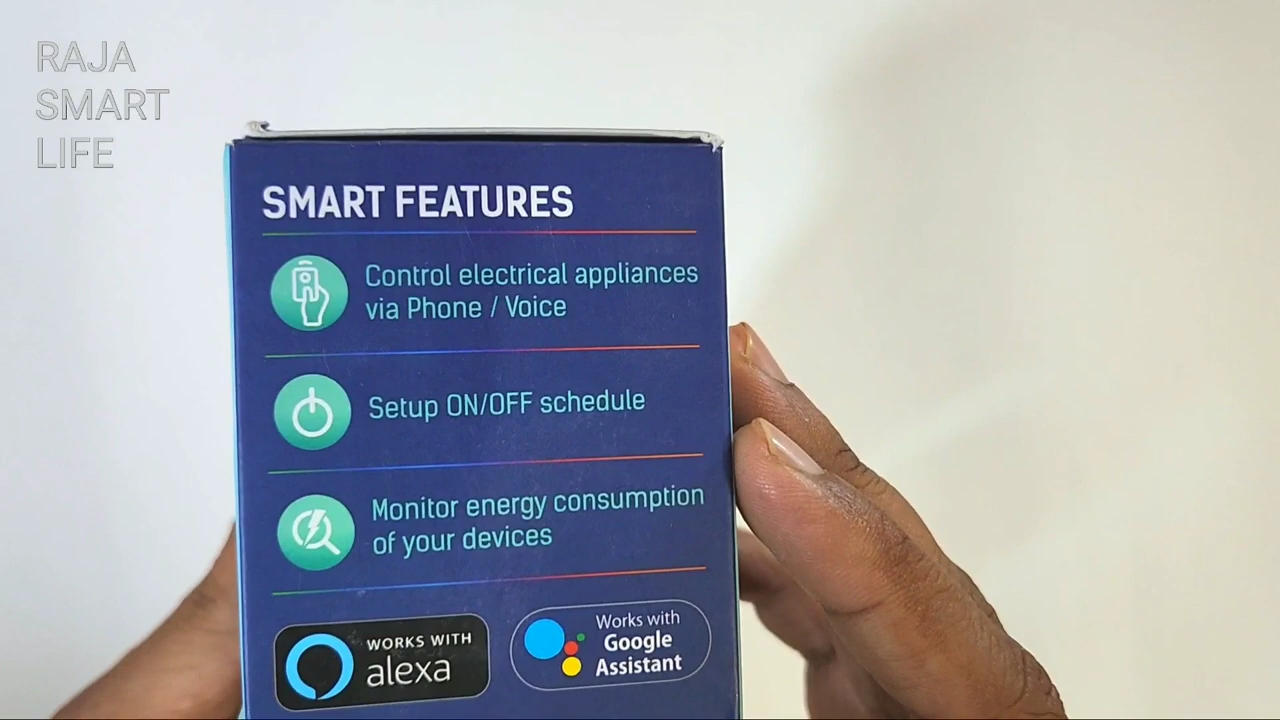 RAJA
SMART
LIFE
SMART FEATURES
Control electrical appliances
via Phone / Voice
Setup ON/OFF schedule
Monitor energy consumption
of your devices
WORKS WITH
alexa
Works with
Google
Assistant